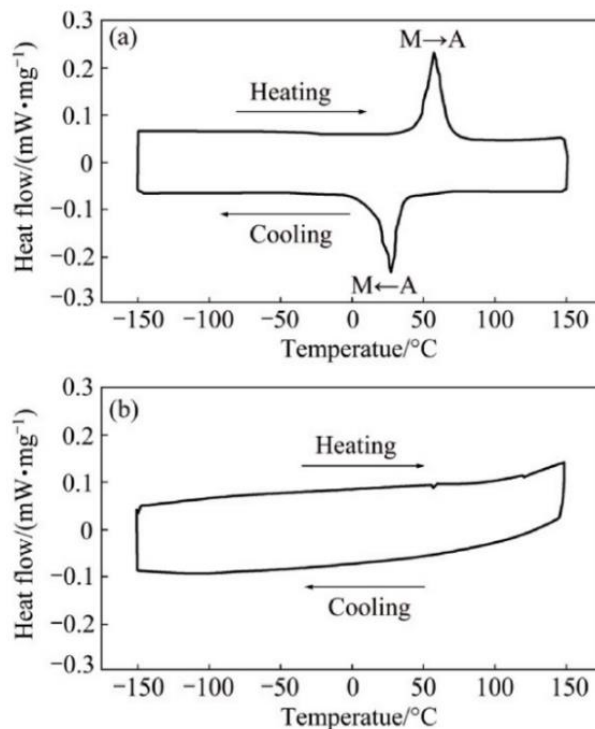 (a)
M→A
0.3
0.2
0.1
0
−0.1
−0.2
0.3
Heating
Cooling
M←A
Heat flow/(mW•mg⁻¹)
−150 −100 −50 0 50 100 150
Temperatue/°C
(b)
0.3
0.2
0.1
0
−0.1
−0.2
0.3
Heating
Cooling
Heat flow/(mW•mg⁻¹)
−150 −100 −50 0 50 100 150
Temperatue/°C